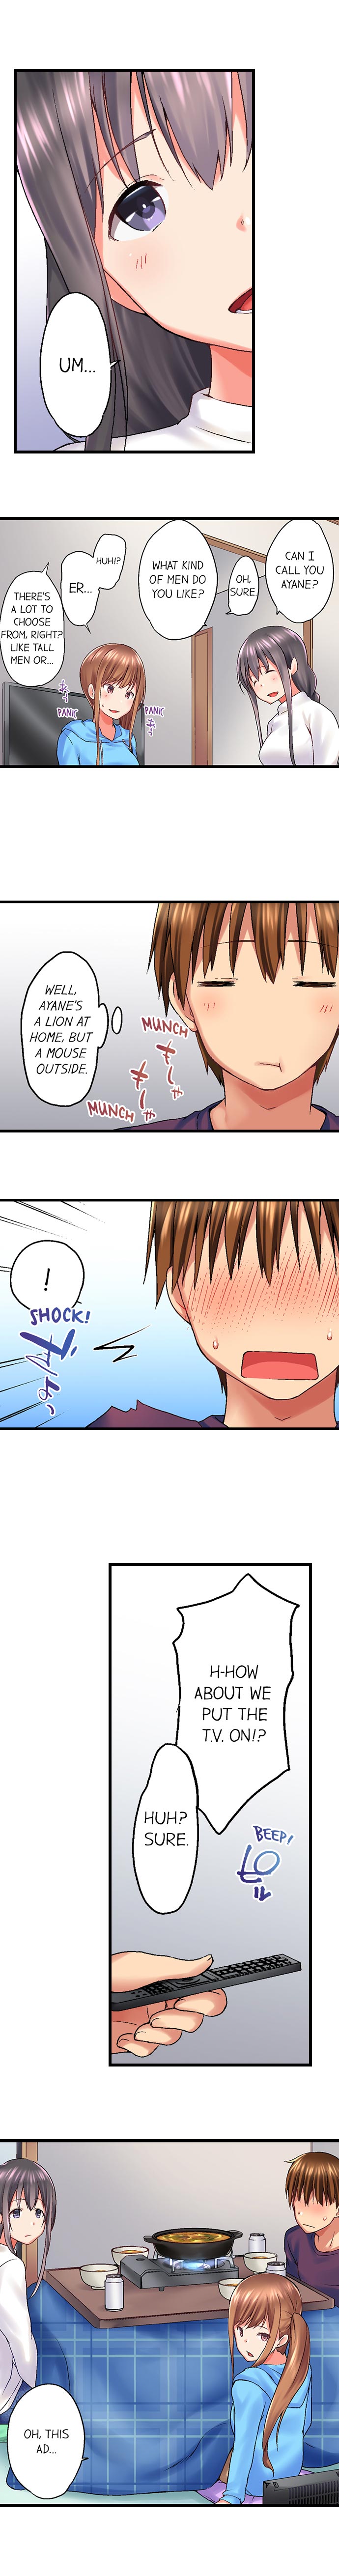 UM...
CAN I
CALL YOU
AYANE?
OH,
SURE.
WHAT KIND
OF MEN DO
YOU LIKE?
HUH!?
ER...
THERE'S
A LOT TO
CHOOSE
FROM, RIGHT?
LIKE TALL
MEN OR...
PANIC
PANIC
WELL,
AYANE'S
A LION AT
HOME, BUT
A MOUSE
OUTSIDE.
MUNCH
MUNCH
!
SHOCK!
H-HOW
ABOUT WE
PUT THE
T.V. ON!?
HUH?
SURE.
BEEP!
ピッ
OH, THIS
AD...